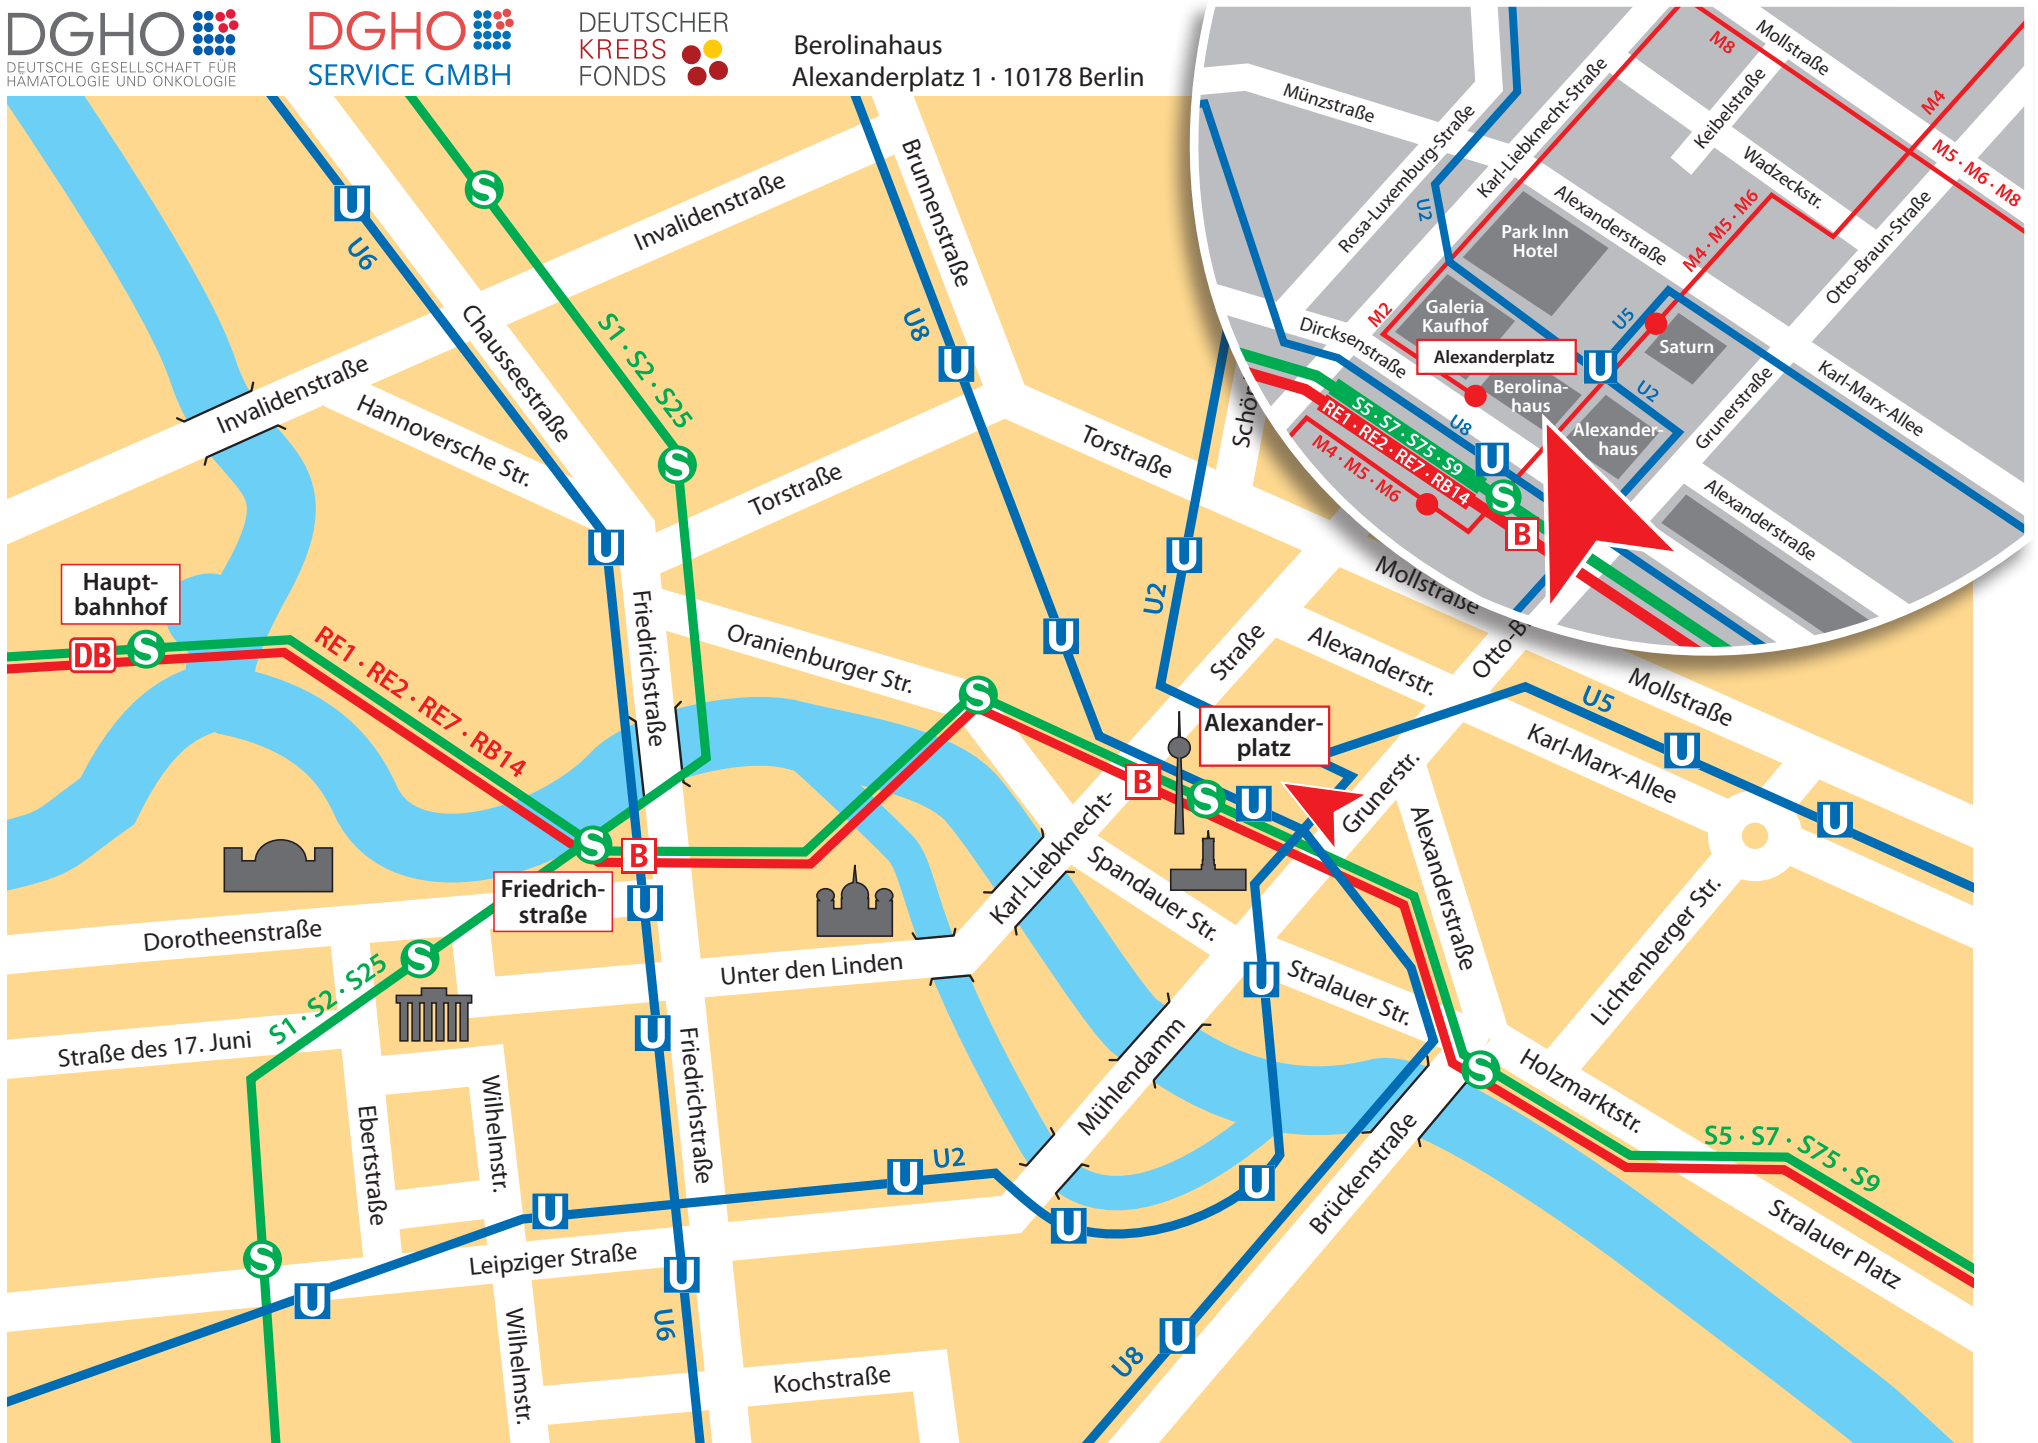 DGHO
DEUTSCHE GESELLSCHAFT FÜR
HÄMATOLOGIE UND ONKOLOGIE
DGHO
SERVICE GMBH
DEUTSCHER
KREBS
FONDS
Berolinahaus
Alexanderplatz 1 · 10178 Berlin
Münzstraße
Rosa-Luxemburg-Straße
Karl-Liebknecht-Straße
M8
Mollstraße
Keibelstraße
M4
Wadzeckstr.
M5 · M6 · M8
U2
Alexanderstraße
M4 · M5 · M6
Otto-Braun-Straße
Park Inn
Hotel
Galeria
Kaufhof
M2
U5
Saturn
Dircksenstraße
Alexanderplatz
U
Berolina-
haus
U2
Karl-Marx-Allee
Grunerstraße
S5 · S7 · S75 · S9
RE1 · RE2 · RE7 · RB14
U8
U
Alexander-
haus
M4 · M5 · M6
S
B
Alexanderstraße
U
U6
S
Invalidenstraße
Brunnenstraße
U8
U
S1 · S2 · S25
Chausseestraße
Invalidenstraße
Hannoversche Str.
S
Torstraße
Torstraße
Schön
U
U
U2
Mollstraße
Haupt-
bahnhof
DB
S
RE1 · RE2 · RE7 · RB14
Friedrichstraße
Oranienburger Str.
S
U
Straße
Alexanderstr.
Otto-B
Mollstraße
U5
U
Karl-Marx-Allee
U
Alexander-
platz
B
S
U
Grunerstr.
Alexanderstraße
Karl-Liebknecht-
Spandauer Str.
Lichtenberger Str.
S
B
Friedrich-
straße
U
Dorotheenstraße
S
S1 · S2 · S25
Unter den Linden
U
Stralauer Str.
Straße des 17. Juni
U
Friedrichstraße
Mühlendamm
S
Holzmarktstr.
Ebertstraße
Wilhelmstr.
U2
U
U
U
U
Brückenstraße
S5 · S7 · S75 · S9
Stralauer Platz
S
U
Leipziger Straße
U
U6
Wilhelmstr.
Kochstraße
U8
U